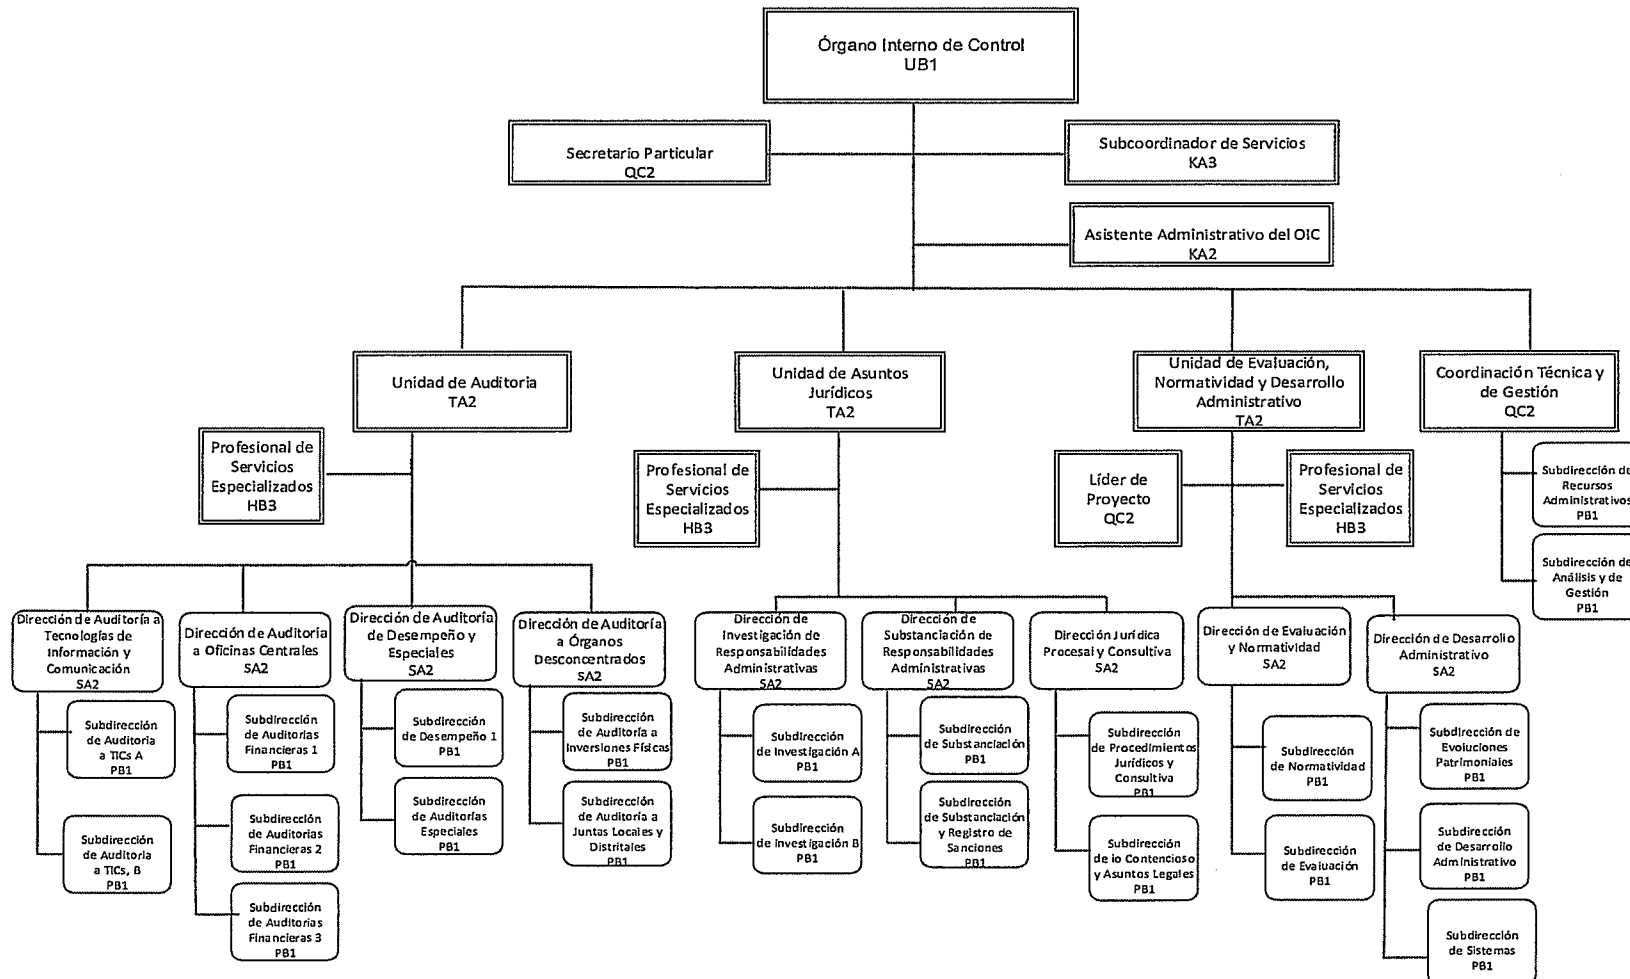 Órgano Interno de Control
UB1
Secretario Particular
QC2
Subcoordinador de Servicios
KA3
Asistente Administrativo del OIC
KA2
Unidad de Auditoria
TA2
Unidad de Asuntos
Jurídicos
TA2
Unidad de Evaluación,
Normatividad y Desarrollo
Administrativo
TA2
Coordinación Técnica y
de Gestión
QC2
Profesional de
Servicios
Especializados
HB3
Profesional de
Servicios
Especializados
HB3
Líder de
Proyecto
QC2
Profesional de
Servicios
Especializados
HB3
Subdirección de
Recursos
Administrativos
PB1
Subdirección de
Análisis y de
Gestión
PB1
Dirección de Auditoría a
Tecnologías de
Información y
Comunicación
SA2
Dirección de Auditoria
a Oficinas Centrales
SA2
Dirección de Auditoría
de Desempeño y
Especiales
SA2
Dirección de Auditoría
a Órganos
Desconcentrados
SA2
Dirección de
Investigación de
Responsabilidades
Administrativas
SA2
Dirección de
Substanciación de
Responsabilidades
Administrativas
SA2
Dirección Jurídica
Procesal y Consultiva
SA2
Dirección de Evaluación
y Normatividad
SA2
Dirección de Desarrollo
Administrativo
SA2
Subdirección
de Auditoria
a TICs A
PB1
Subdirección
de Auditoria
a TICs, B
PB1
Subdirección
de Auditorias
Financieras 1
PB1
Subdirección
de Auditorias
Financieras 2
PB1
Subdirección
de Auditorias
Financieras 3
PB1
Subdirección
de Desempeño 1
PB1
Subdirección
de Auditorías
Especiales
PB1
Subdirección
de Auditoría a
Inversiones Físicas
PB1
Subdirección
de Auditoría a
Juntas Locales y
Distritales
PB1
Subdirección
de Investigación A
PB1
Subdirección
de Investigación B
PB1
Subdirección
de Substanciación
PB1
Subdirección
de Substanciación
y Registro de
Sanciones
PB1
Subdirección
de Procedimientos
Jurídicos y
Consultiva
PB1
Subdirección
de lo Contencioso
y Asuntos Legales
PB1
Subdirección
de Normatividad
PB1
Subdirección
de Evaluación
PB1
Subdirección de
Evoluciones
Patrimoniales
PB1
Subdirección
de Desarrollo
Administrativo
PB1
Subdirección
de Sistemas
PB1